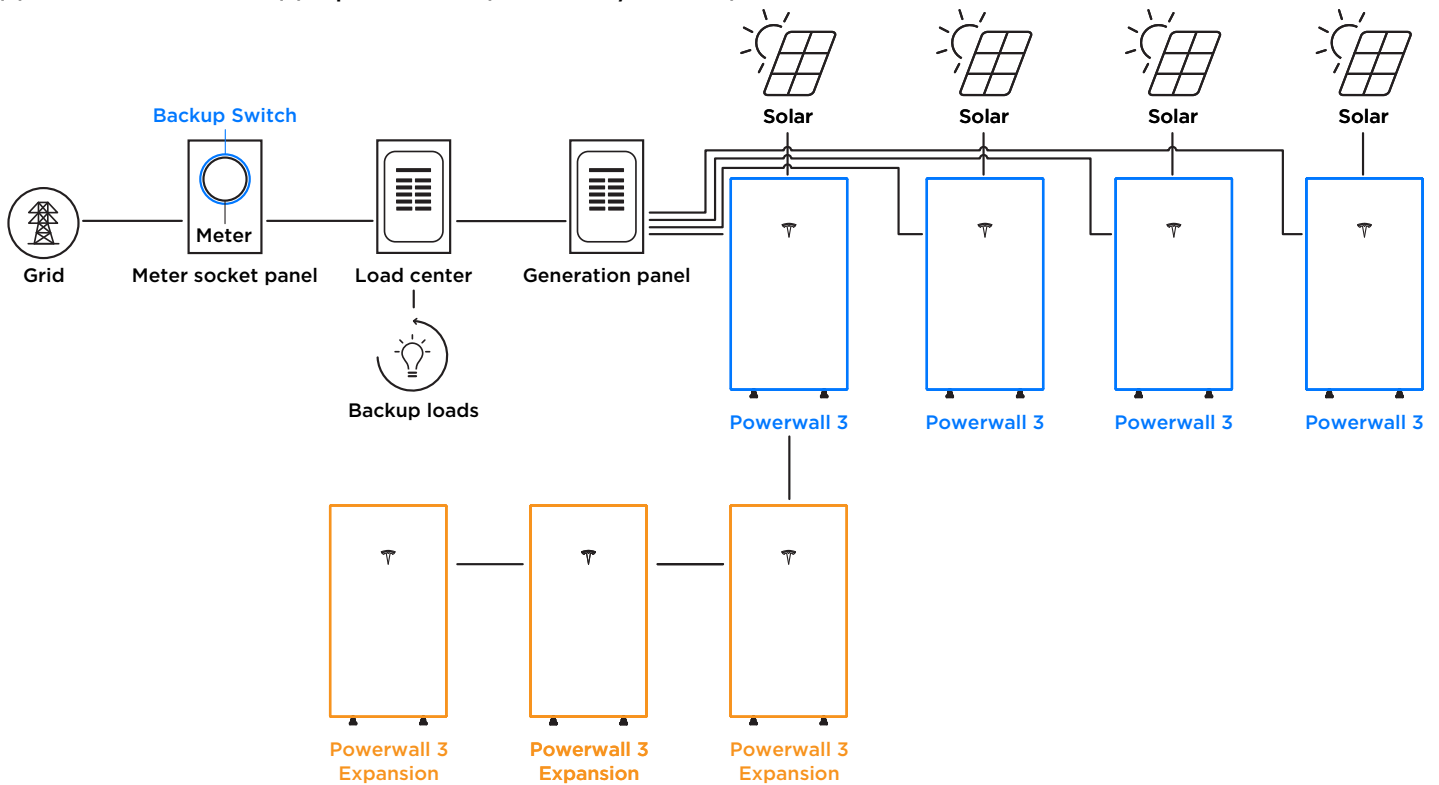 Solar
Solar
Solar
Solar
Backup Switch
Meter
Grid
Meter socket panel
Load center
Generation panel
Backup loads
Powerwall 3
Powerwall 3
Powerwall 3
Powerwall 3
Powerwall 3
Expansion
Powerwall 3
Expansion
Powerwall 3
Expansion